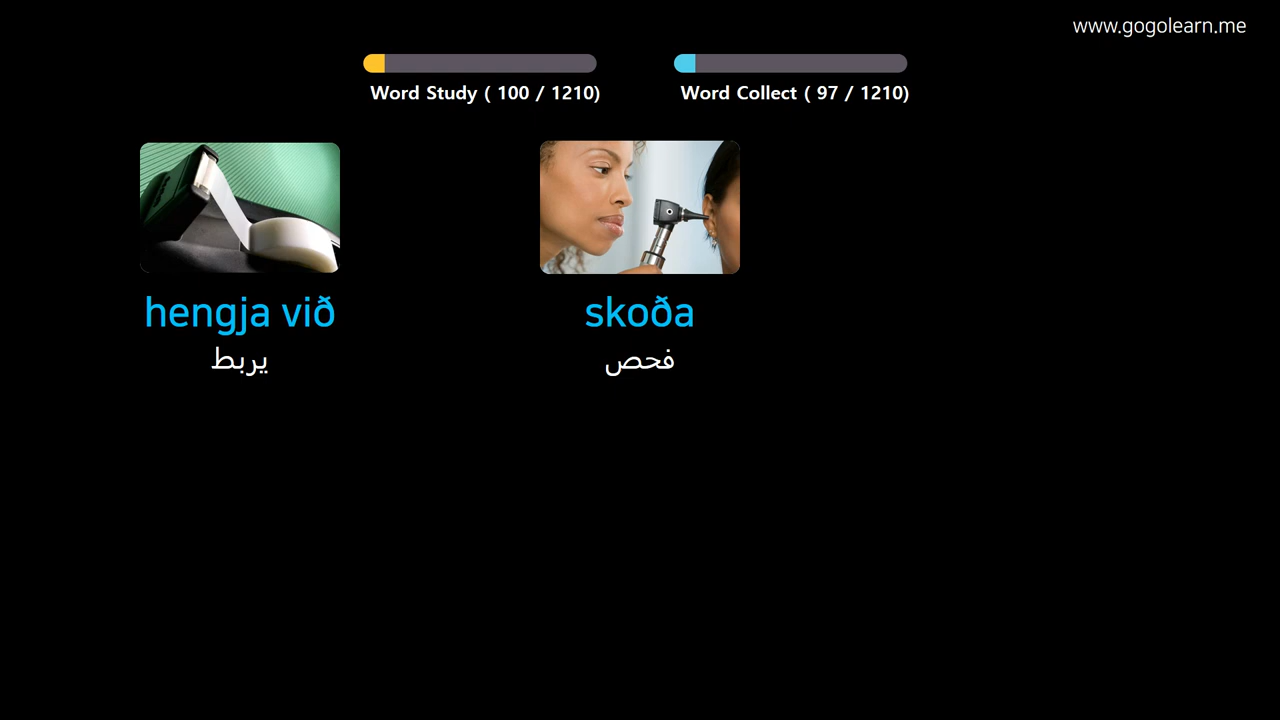 www.gogolearn.me
Word Study ( 100 / 1210)
Word Collect ( 97 / 1210)
hengja við
يربط
skoða
فحص